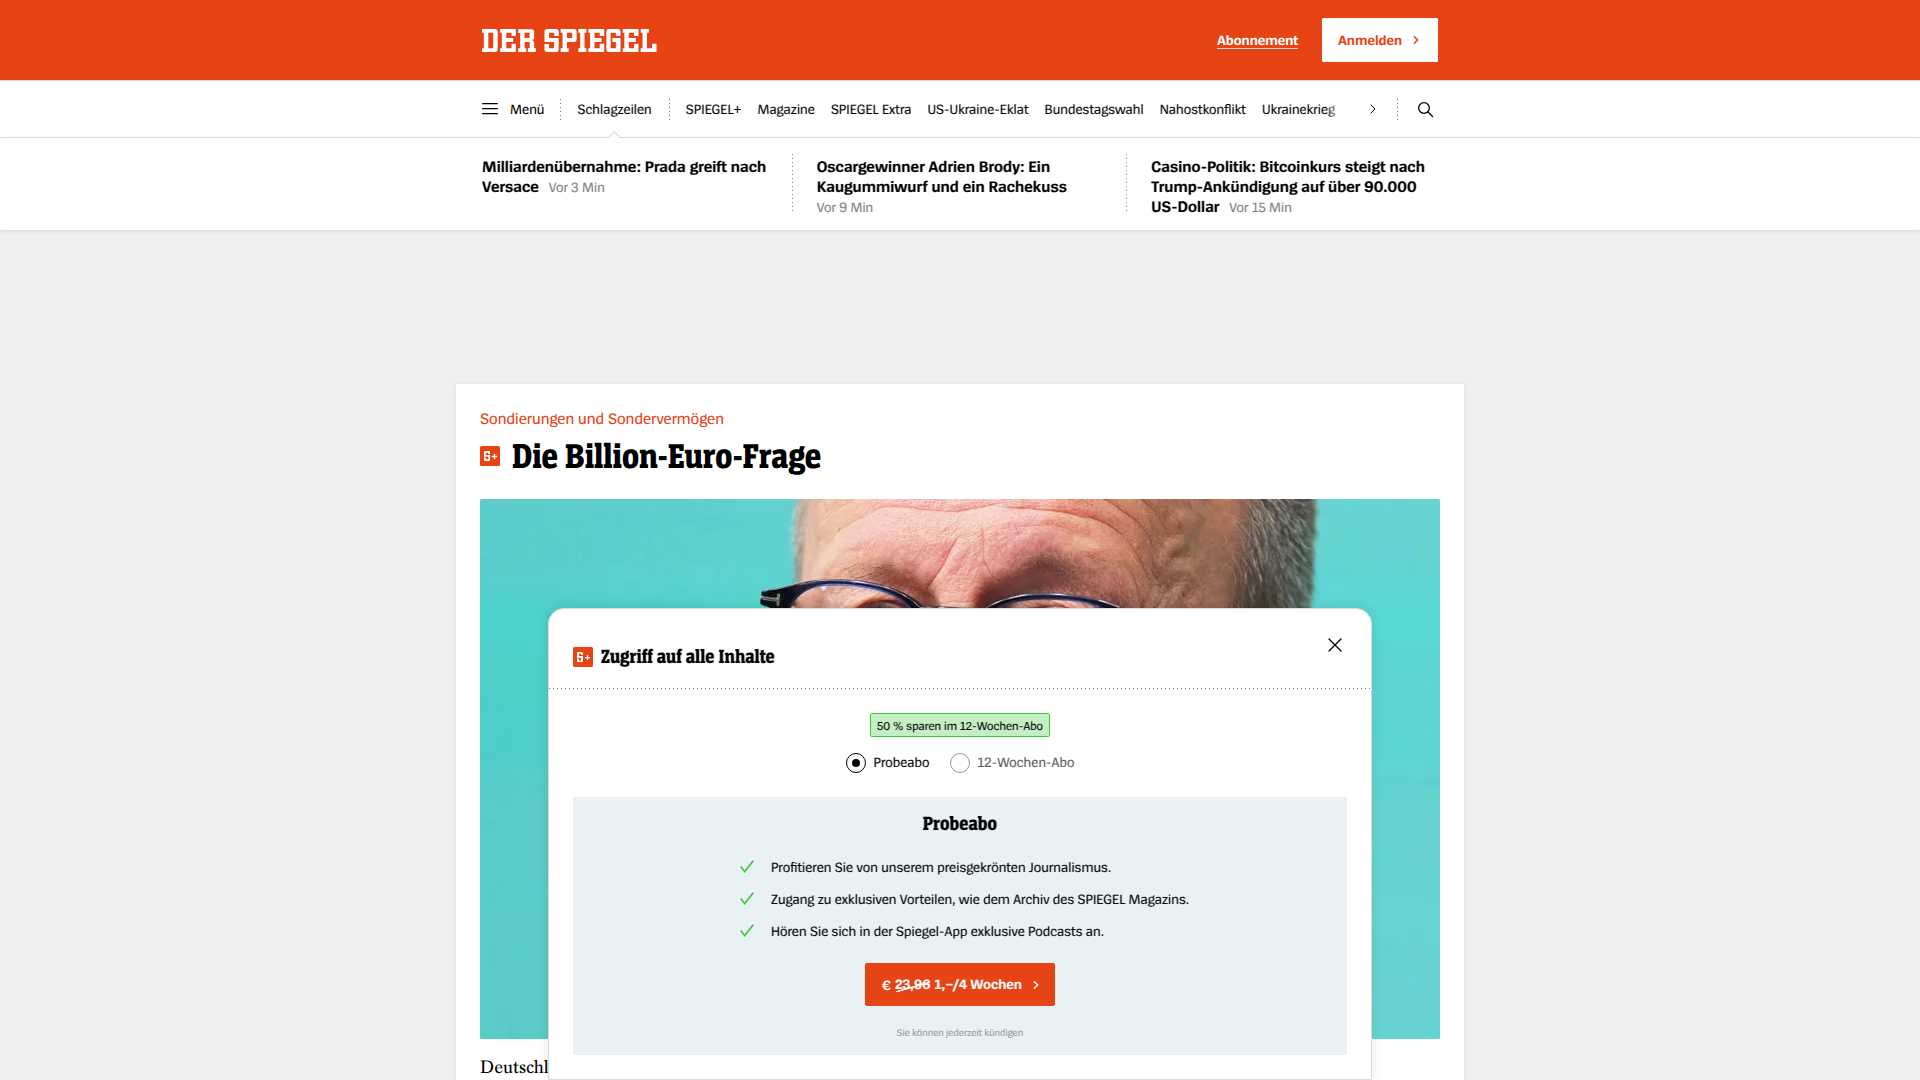 DER SPIEGEL
Abonnement
Anmelden
Menü
Schlagzeilen
SPIEGEL+
Magazine
SPIEGEL Extra
US-Ukraine-Eklat
Bundestagswahl
Nahostkonflikt
Ukrainekrieg
Milliardenübernahme: Prada greift nach
Versace Vor 3 Min
Oscargewinner Adrien Brody: Ein
Kaugummiwurf und ein Rachekuss
Vor 9 Min
Casino-Politik: Bitcoinkurs steigt nach
Trump-Ankündigung auf über 90.000
US-Dollar Vor 15 Min
Sondierungen und Sondervermögen
S+ Die Billion-Euro-Frage
S+ Zugriff auf alle Inhalte
50 % sparen im 12-Wochen-Abo
Probeabo
12-Wochen-Abo
Probeabo
Profitieren Sie von unserem preisgekrönten Journalismus.
Zugang zu exklusiven Vorteilen, wie dem Archiv des SPIEGEL Magazins.
Hören Sie sich in der Spiegel-App exklusive Podcasts an.
€ 23,96 1,–/4 Wochen
Sie können jederzeit kündigen
Deutschl